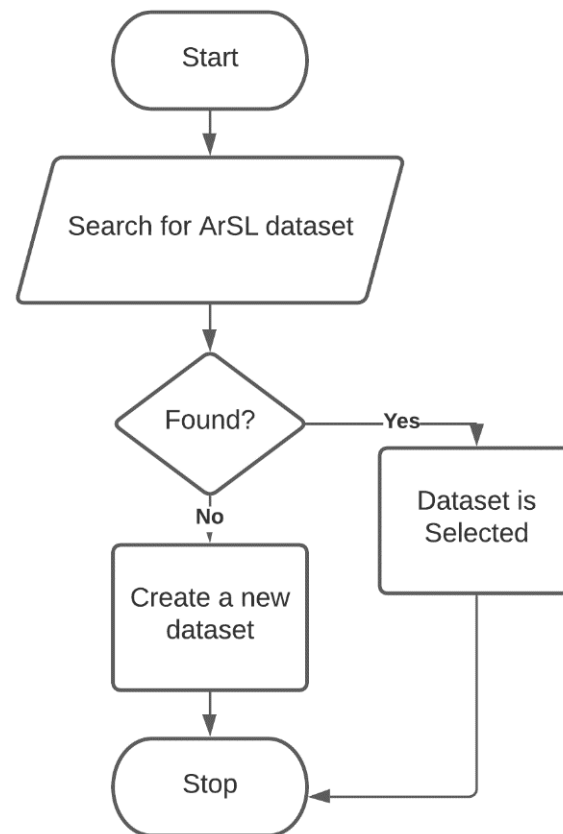 Start
Search for ArSL dataset
Found?
Yes
No
Dataset is
Selected
Create a new
dataset
Stop